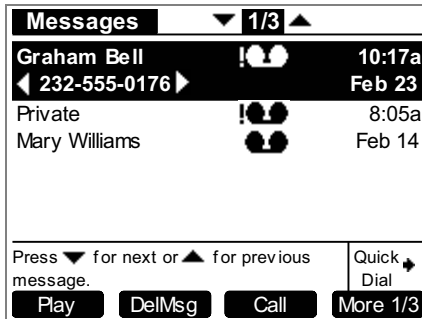 Messages 1/3
Graham Bell ! 10:17a
232-555-0176 Feb 23
Private ! 8:05a
Mary Williams Feb 14
Press ▼ for next or ▲ for previous
message.
Quick
Dial
Play DelMsg Call More 1/3